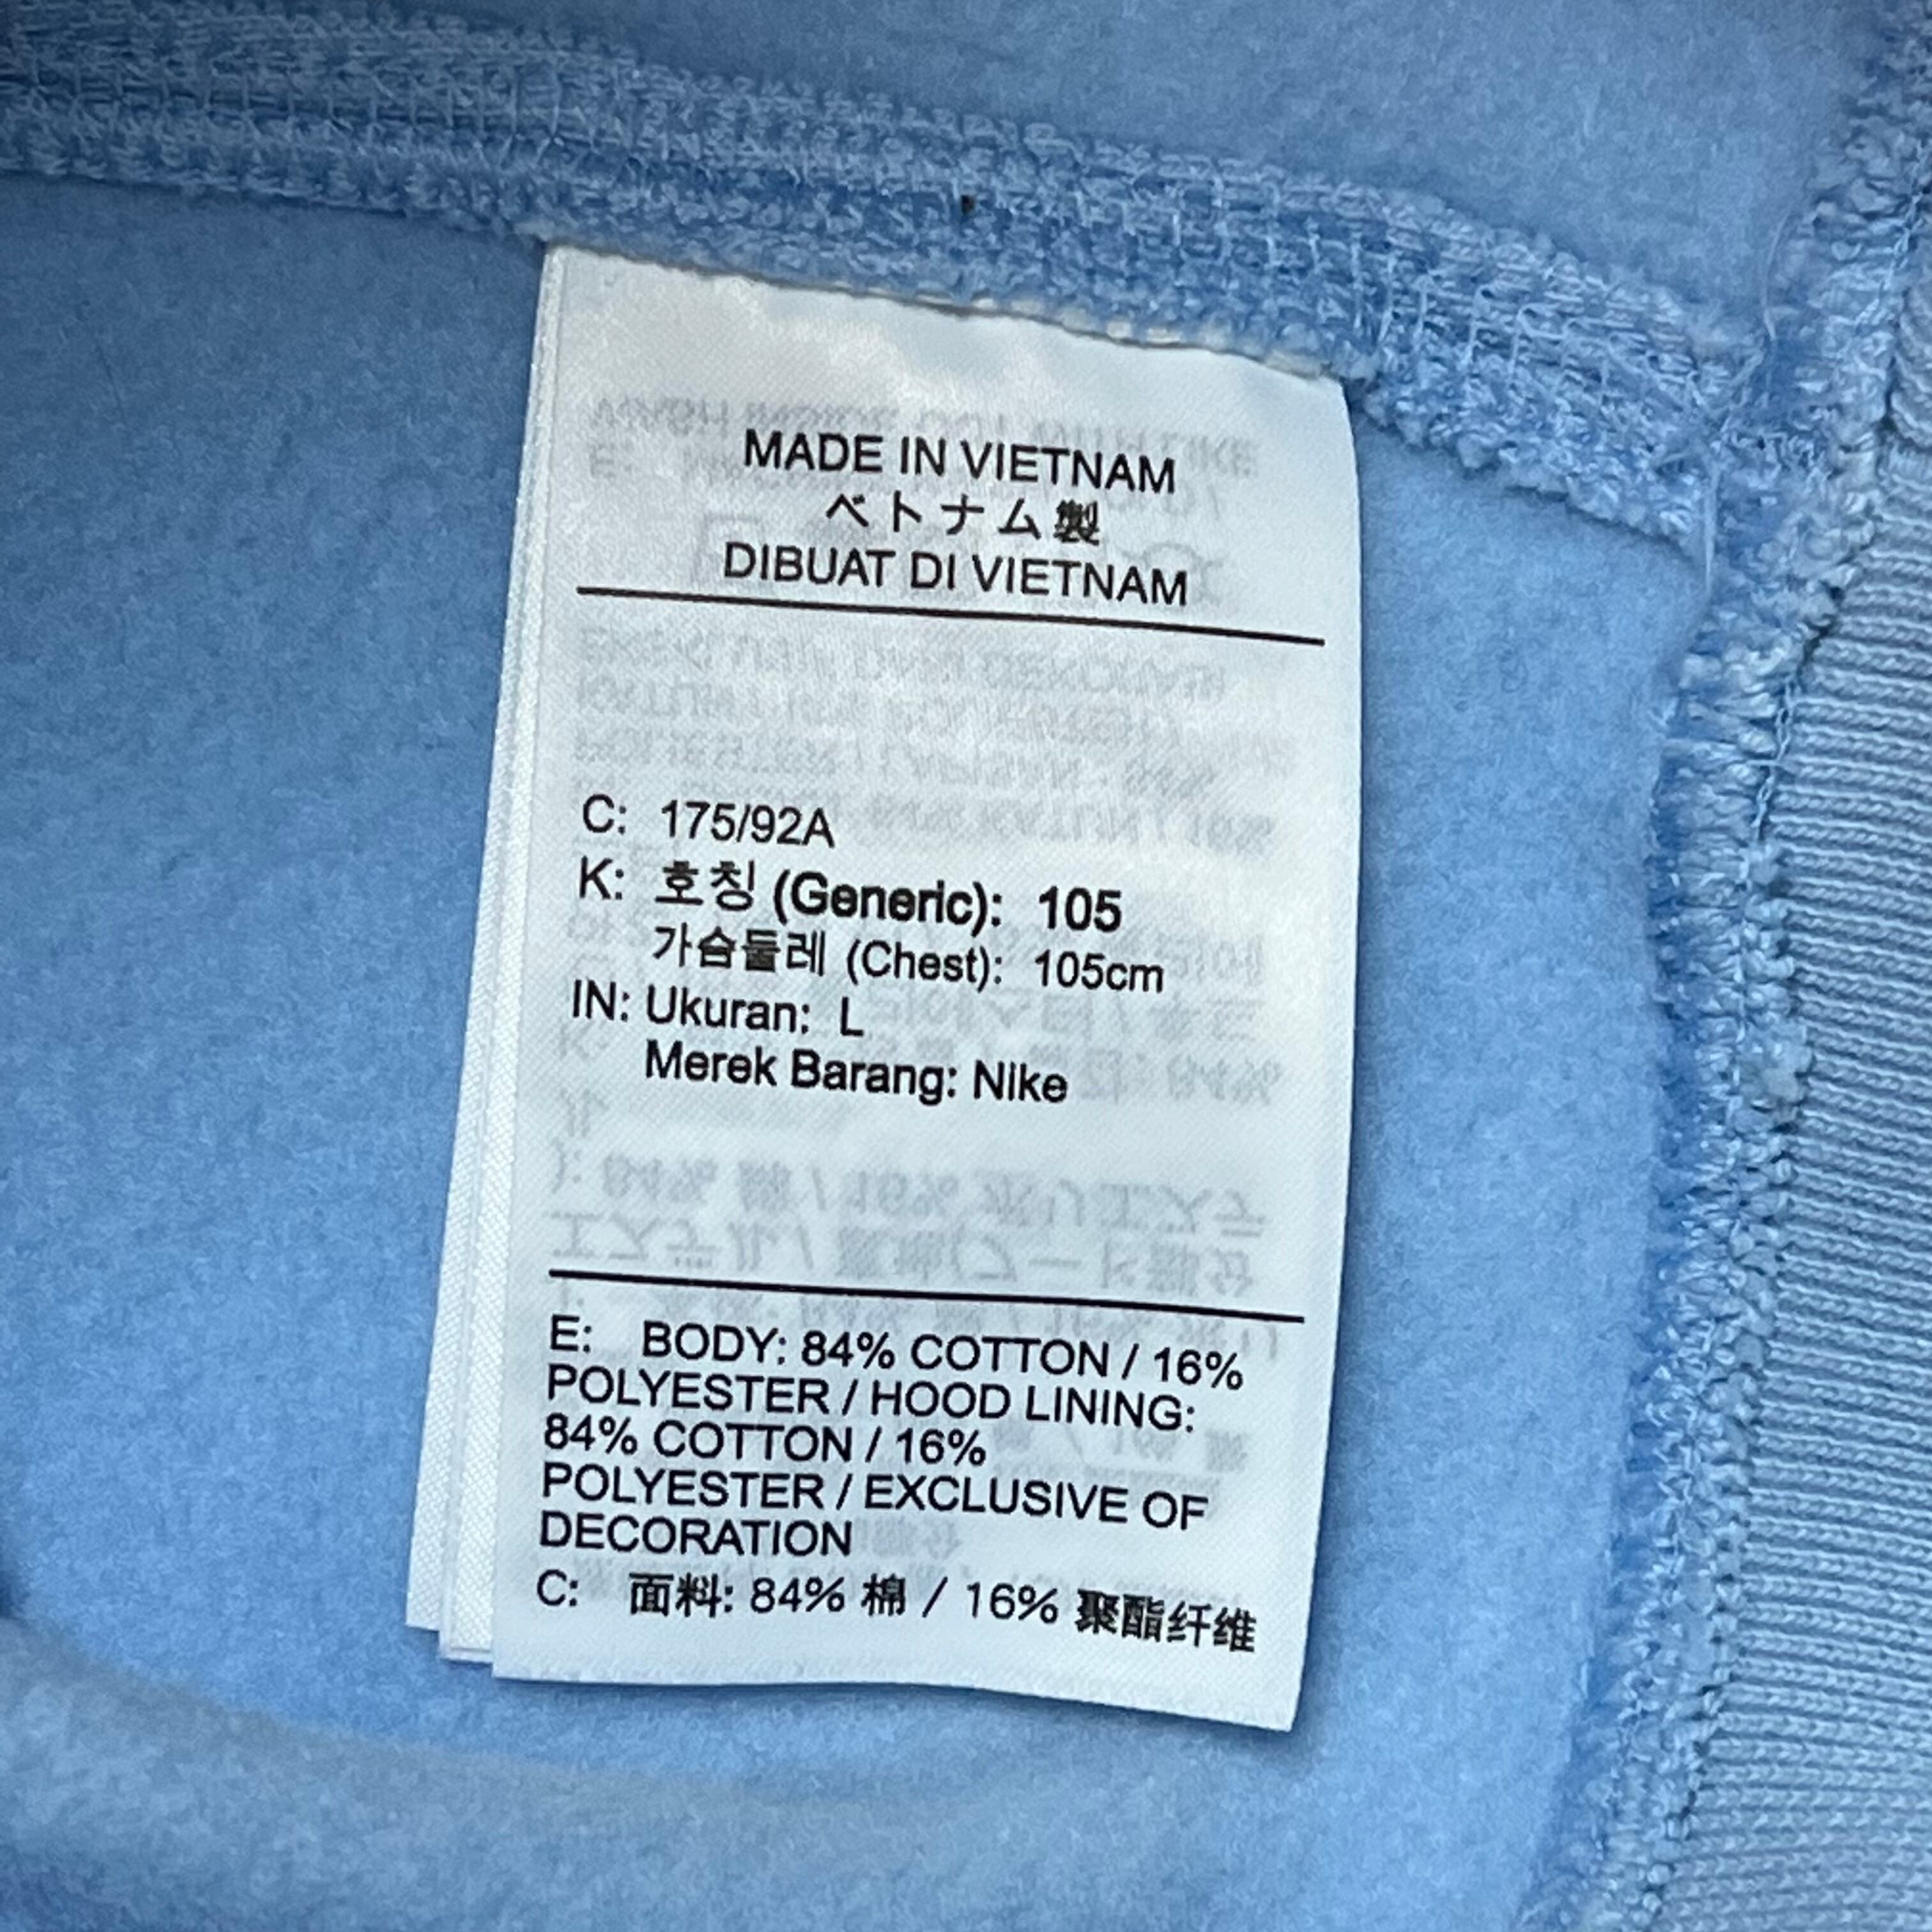 MADE IN VIETNAM
ベトナム製
DIBUAT DI VIETNAM
C: 175/92A
K: 호칭 (Generic): 105
가슴둘레 (Chest): 105cm
IN: Ukuran: L
Merek Barang: Nike
E: BODY: 84% COTTON / 16%
POLYESTER / HOOD LINING:
84% COTTON / 16%
POLYESTER / EXCLUSIVE OF
DECORATION
C: 面料: 84% 棉 / 16% 聚酯纤维